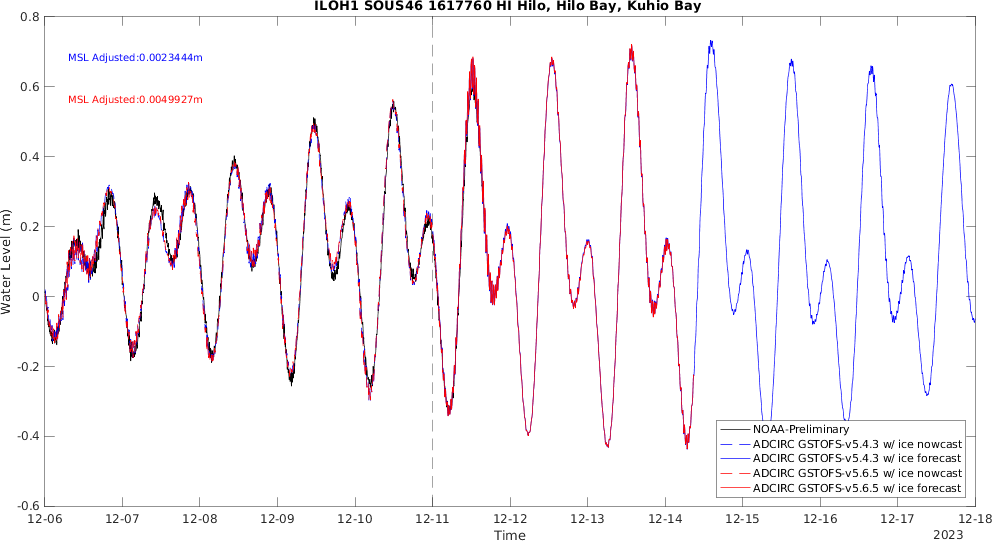 ILOH1 SOUS46 1617760 HI Hilo, Hilo Bay, Kuhio Bay
0.8
MSL Adjusted:0.0023444m
0.6
MSL Adjusted:0.0049927m
0.4
0.2
0
-0.2
-0.4
-0.6
Water Level (m)
NOAA-Preliminary
ADCIRC GSTOFS-v5.4.3 w/ ice nowcast
ADCIRC GSTOFS-v5.4.3 w/ ice forecast
ADCIRC GSTOFS-v5.6.5 w/ ice nowcast
ADCIRC GSTOFS-v5.6.5 w/ ice forecast
12-06 12-07 12-08 12-09 12-10 12-11 12-12 12-13 12-14 12-15 12-16 12-17 12-18
Time
2023